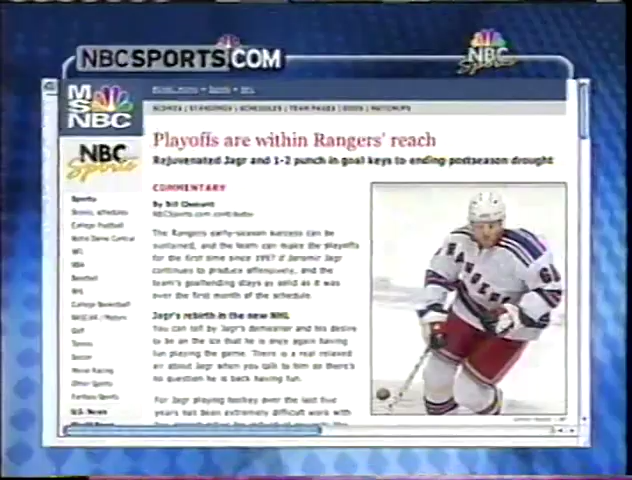 NBCSPORTS.COM
NBC
Sports
MSNBC
SCORES | STANDINGS | SCHEDULES | TEAM PAGES | ODDS | MATCHUPS
Playoffs are within Rangers' reach
Rejuvenated Jagr and 1-2 punch in goal keys to ending postseason drought
NBC
Sports
COMMENTARY
By Bill Clement
NBCSports.com contributor
The Rangers early-season success can be
sustained, and the team can make the playoffs
for the first time since 1997 if Jaromir Jagr
continues to produce offensively, and the
team's goaltending stays as solid as it was
over the first month of the schedule.
Jagr's rebirth in the new NHL
You can tell by Jagr's demeanor and his desire
to be on the ice that he is once again having
fun playing the game. There is a real relaxed
air about Jagr when you talk to him so there's
no question he is back having fun.
For Jagr playing hockey over the last five
years has been extremely difficult work with
Sports
Scores, schedules
College Football
Notre Dame Central
NFL
NBA
Baseball
NHL
College Basketball
NASCAR / Motors
Golf
Tennis
Soccer
Horse Racing
Other Sports
Fantasy Sports
U.S. News
RANGERS